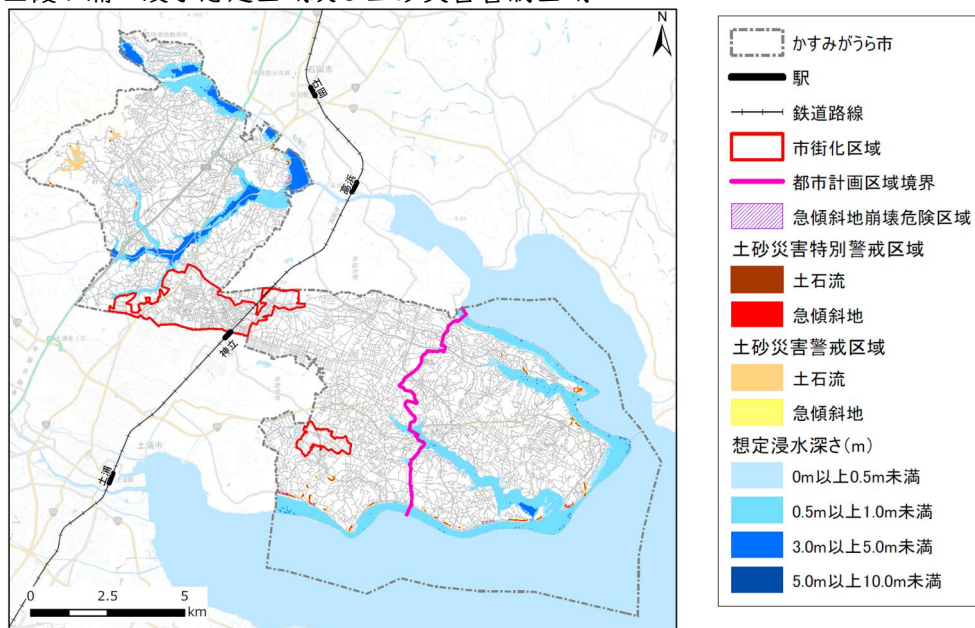 N
石岡市
石岡
高浜
神立
土浦市
土浦
0
2.5
5
km
かすみがうら市
駅
鉄道路線
市街化区域
都市計画区域境界
急傾斜地崩壊危険区域
土砂災害特別警戒区域
土石流
急傾斜地
土砂災害警戒区域
土石流
急傾斜地
想定浸水深さ(m)
0m以上0.5m未満
0.5m以上1.0m未満
3.0m以上5.0m未満
5.0m以上10.0m未満